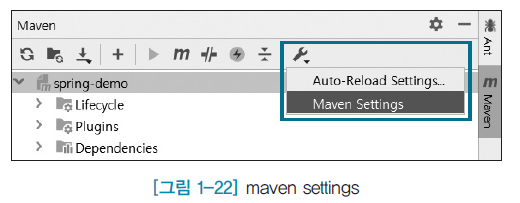 Maven
Auto-Reload Settings...
Maven Settings
spring-demo
Lifecycle
Plugins
Dependencies
Ant
m Maven
[그림 1-22] maven settings